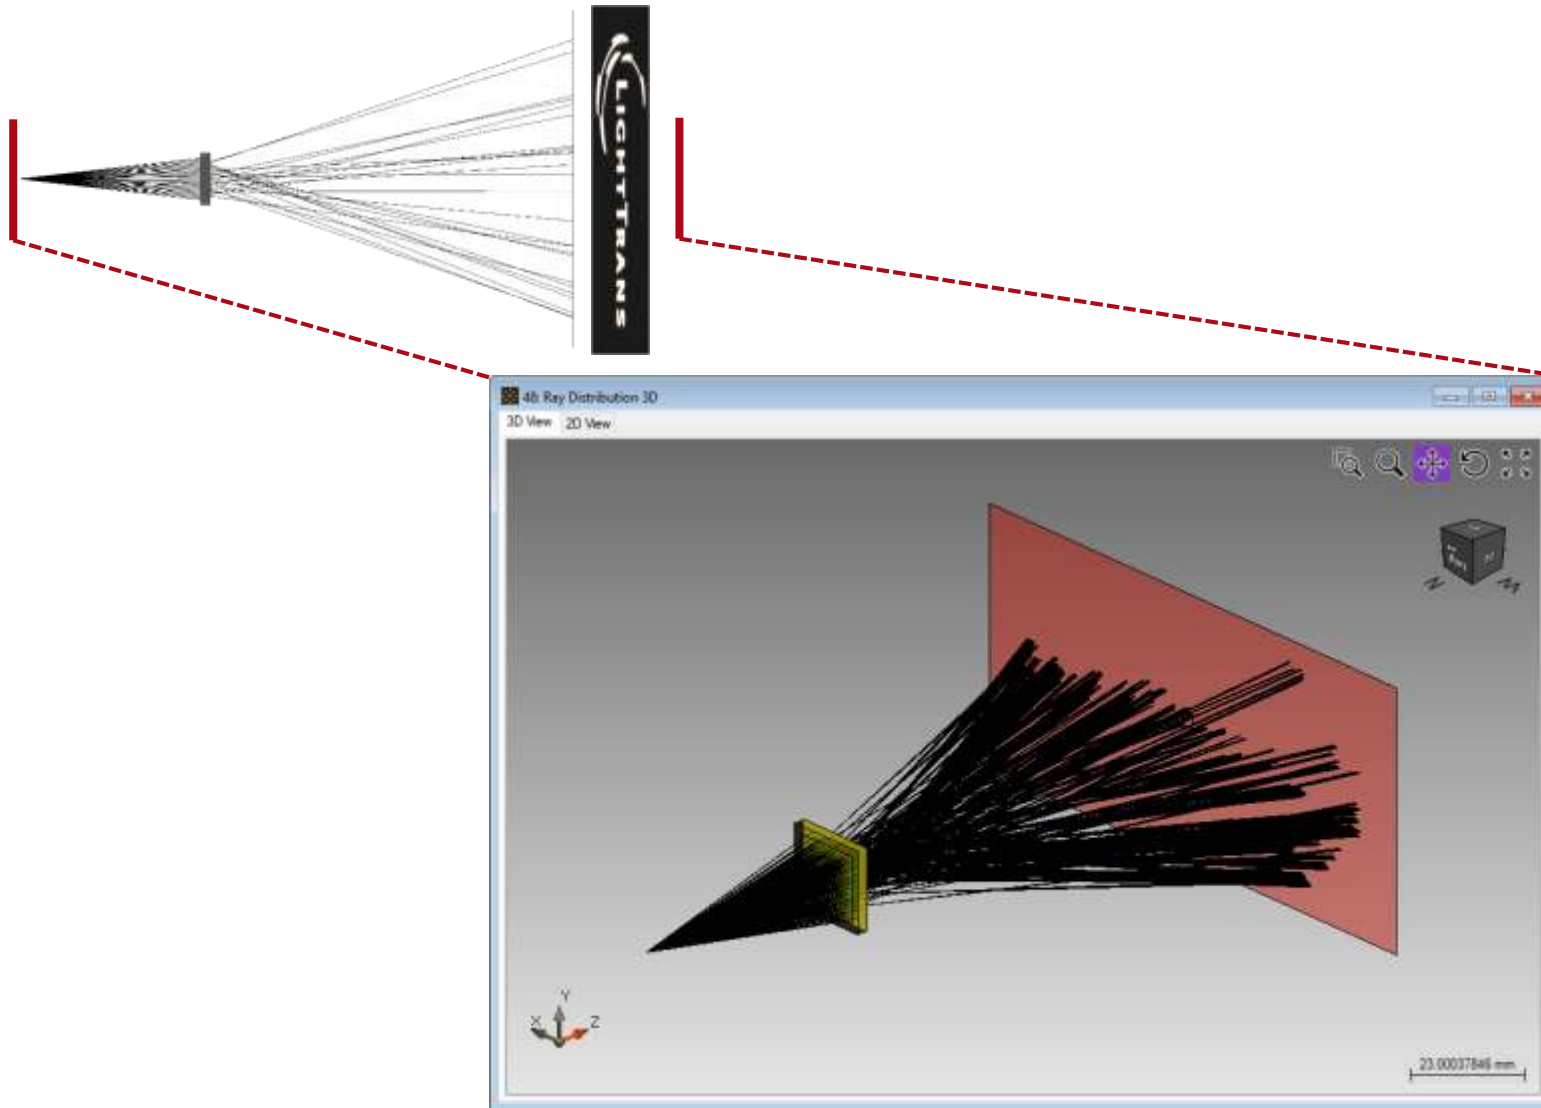 LIGHTTRANS
48: Ray Distribution 3D
3D View 2D View
Y
X
Z
23.00037846 mm